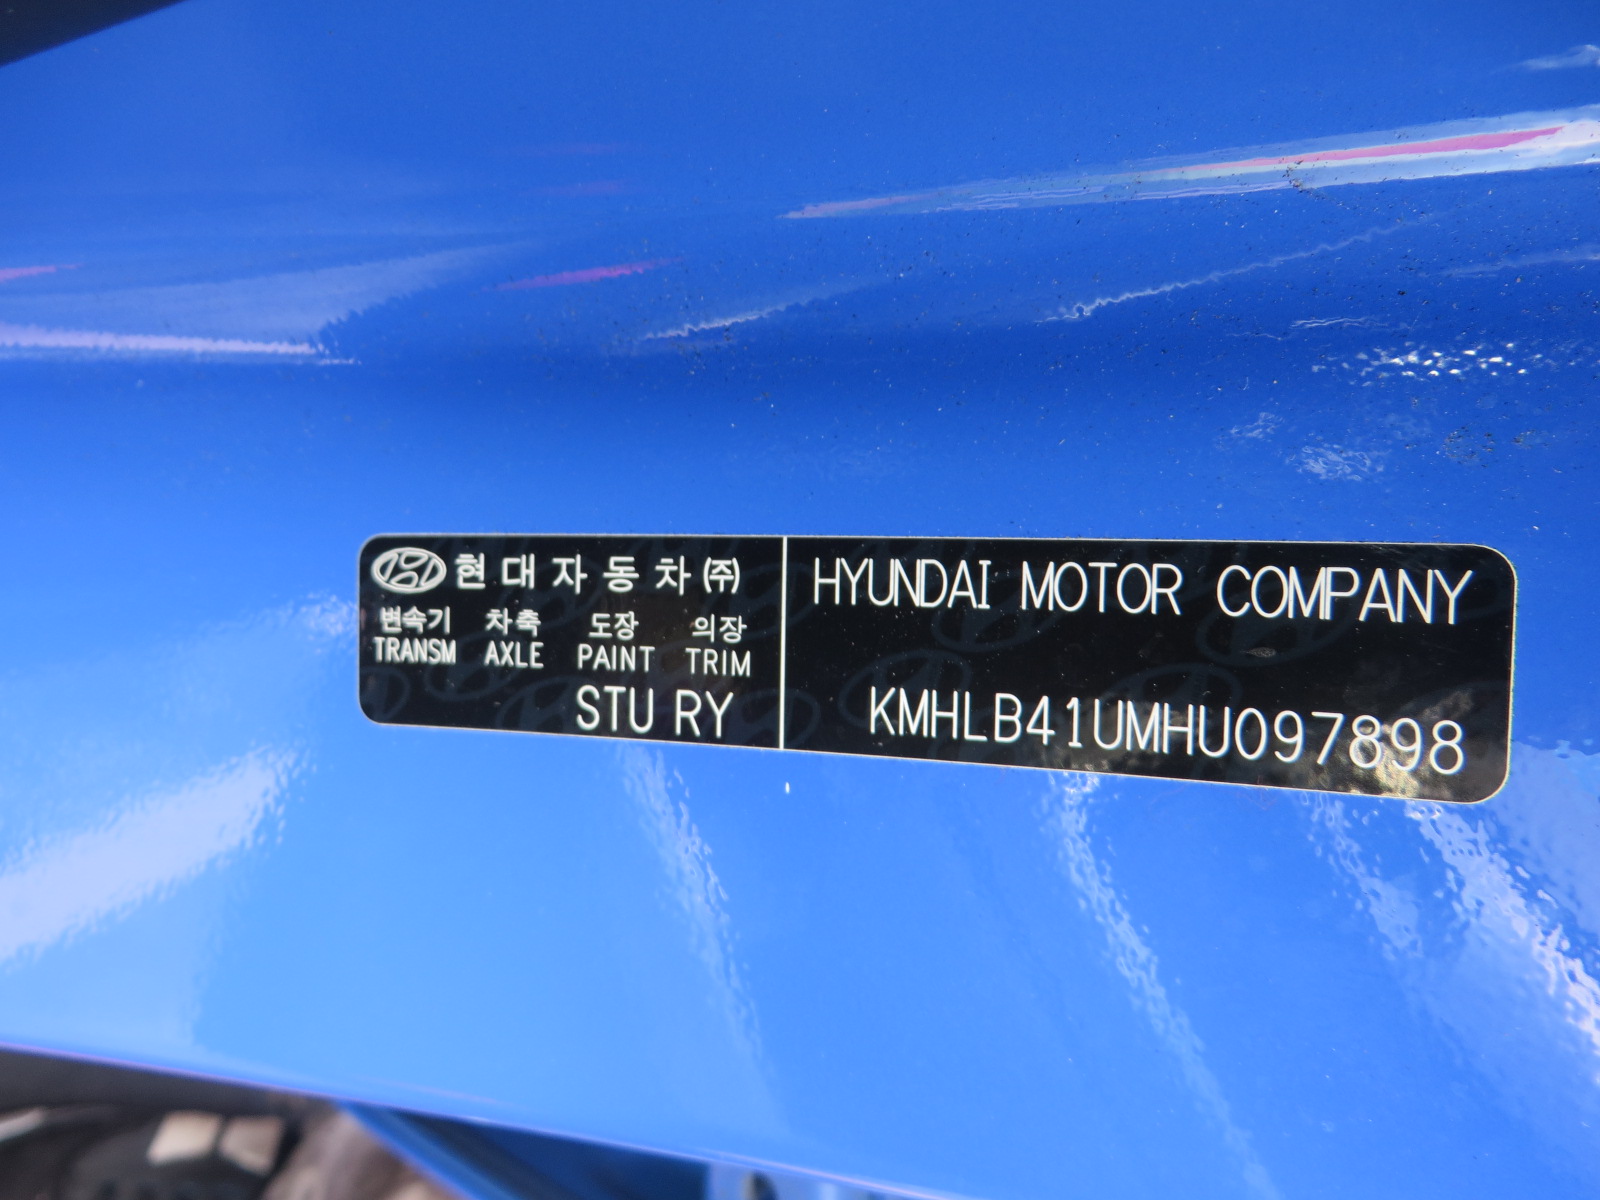 현대자동차(주)
변속기 차축 도장 의장
TRANSM AXLE PAINT TRIM
STU RY
HYUNDAI MOTOR COMPANY
KMHLB41UMHU097898